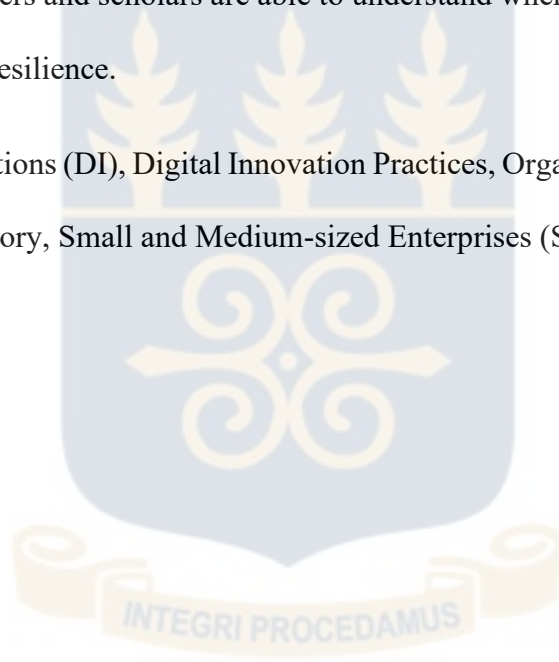 ers and scholars are able to understand when
esilience.
tions (DI), Digital Innovation Practices, Orga
ory, Small and Medium-sized Enterprises (S
INTEGRI PROCEDAMUS